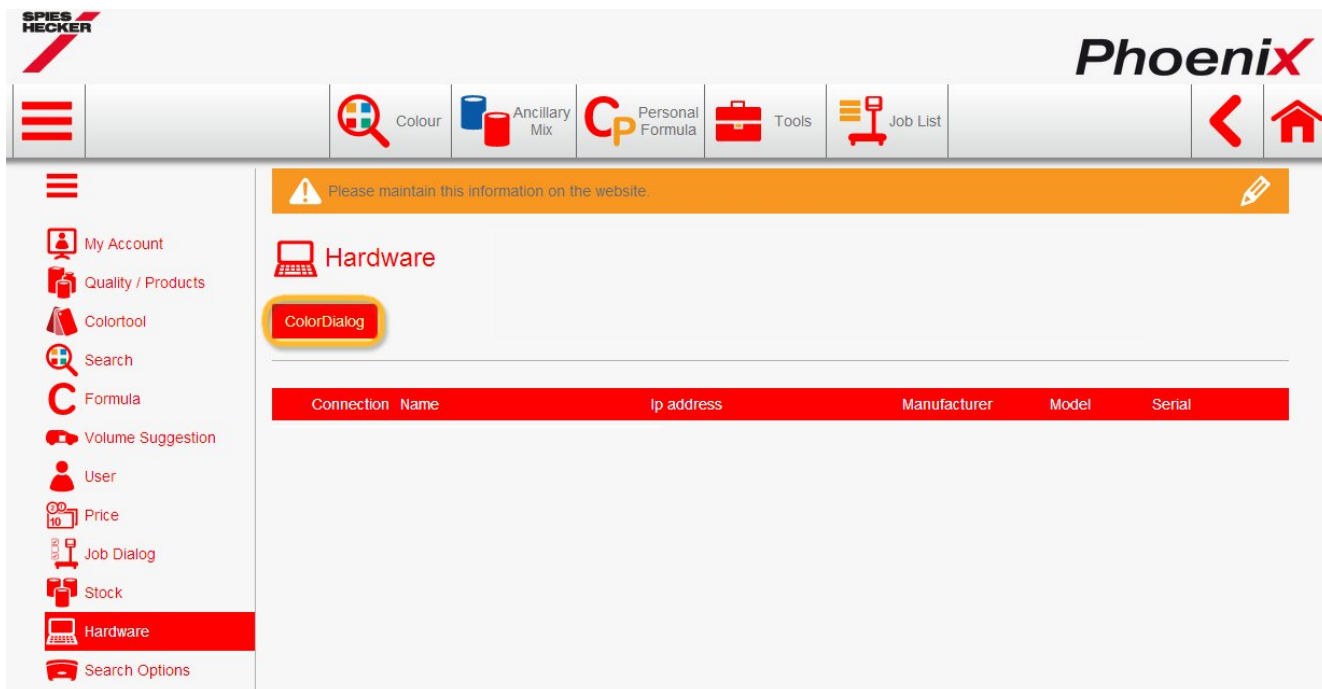 SPIES
HECKER
Phoenix
Colour
Ancillary
Mix
CP
Personal
Formula
Tools
Job List
Please maintain this information on the website.
My Account
Quality / Products
Colortool
Search
C
Formula
Volume Suggestion
User
Price
10
Job Dialog
Stock
Hardware
Search Options
Hardware
ColorDialog
Connection Name Ip address Manufacturer Model Serial